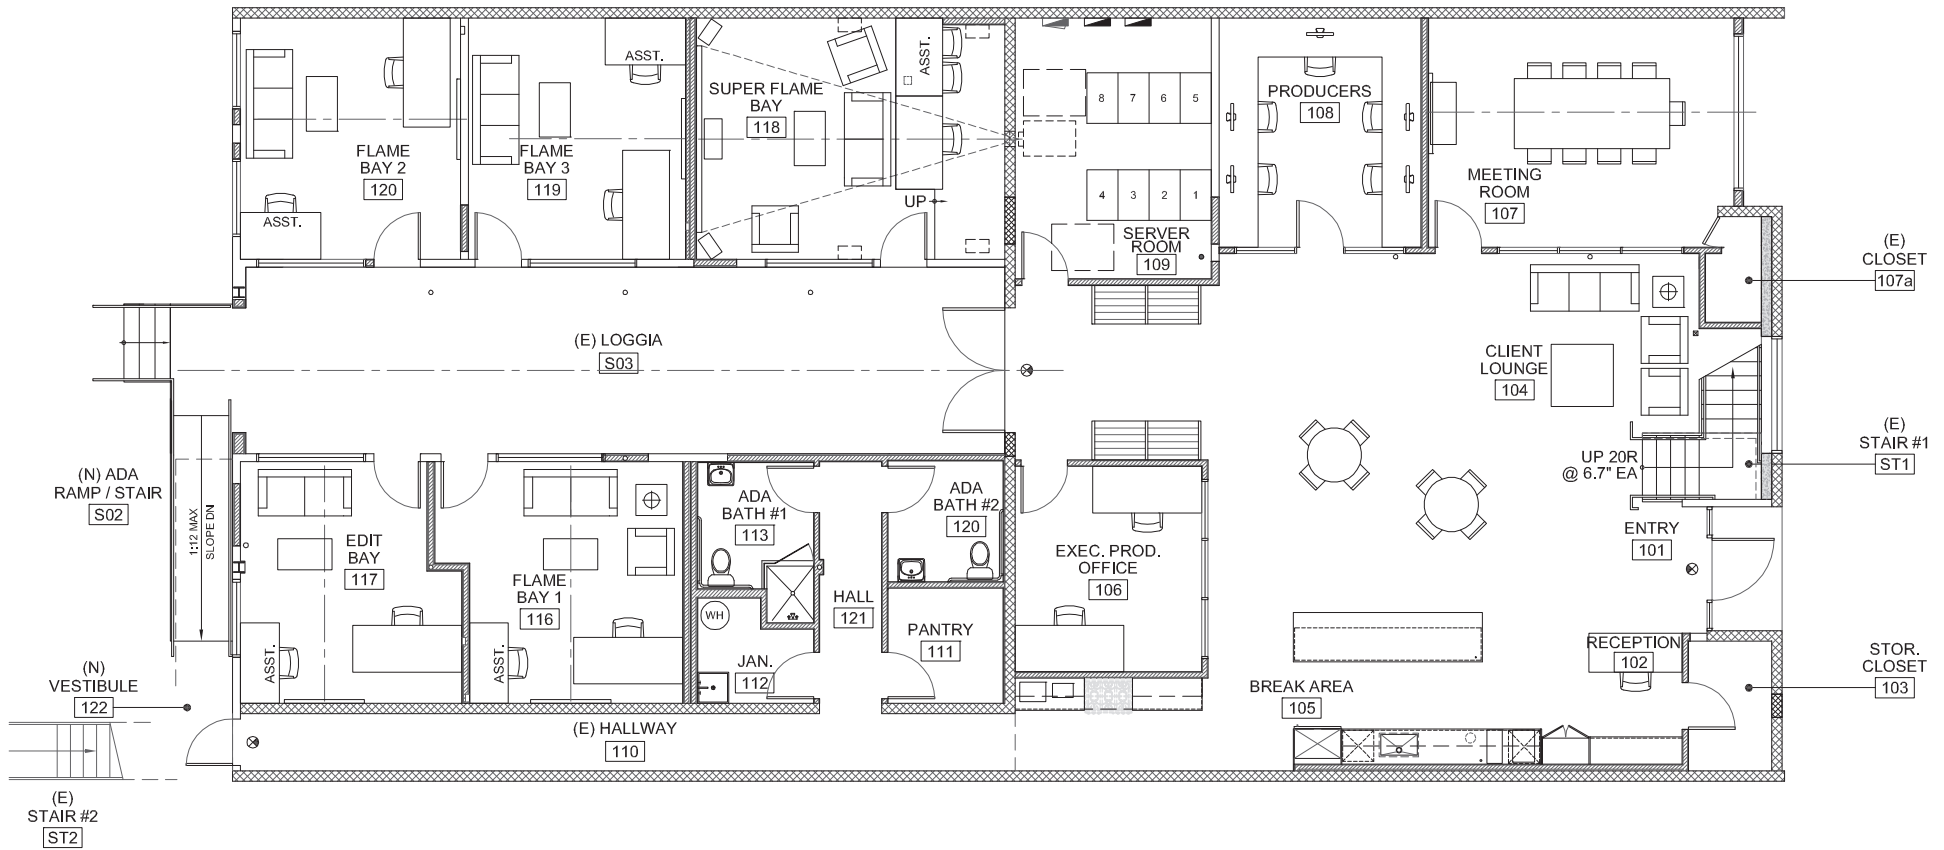 ASST.
FLAME
BAY 2
120
ASST.
FLAME
BAY 3
119
SUPER FLAME
BAY
118
ASST.
UP
8 7 6 5
4 3 2 1
SERVER
ROOM
109
PRODUCERS
108
MEETING
ROOM
107
(E)
CLOSET
107a
(E) LOGGIA
S03
CLIENT
LOUNGE
104
(E)
STAIR #1
ST1
UP 20R
@ 6.7" EA
(N) ADA
RAMP / STAIR
S02
1:12 MAX
SLOPE DN
EDIT
BAY
117
ASST.
FLAME
BAY 1
116
ASST.
ADA
BATH #1
113
WH
JAN.
112
HALL
121
ADA
BATH #2
120
PANTRY
111
EXEC. PROD.
OFFICE
106
ENTRY
101
RECEPTION
102
STOR.
CLOSET
103
BREAK AREA
105
(N)
VESTIBULE
122
(E) HALLWAY
110
(E)
STAIR #2
ST2